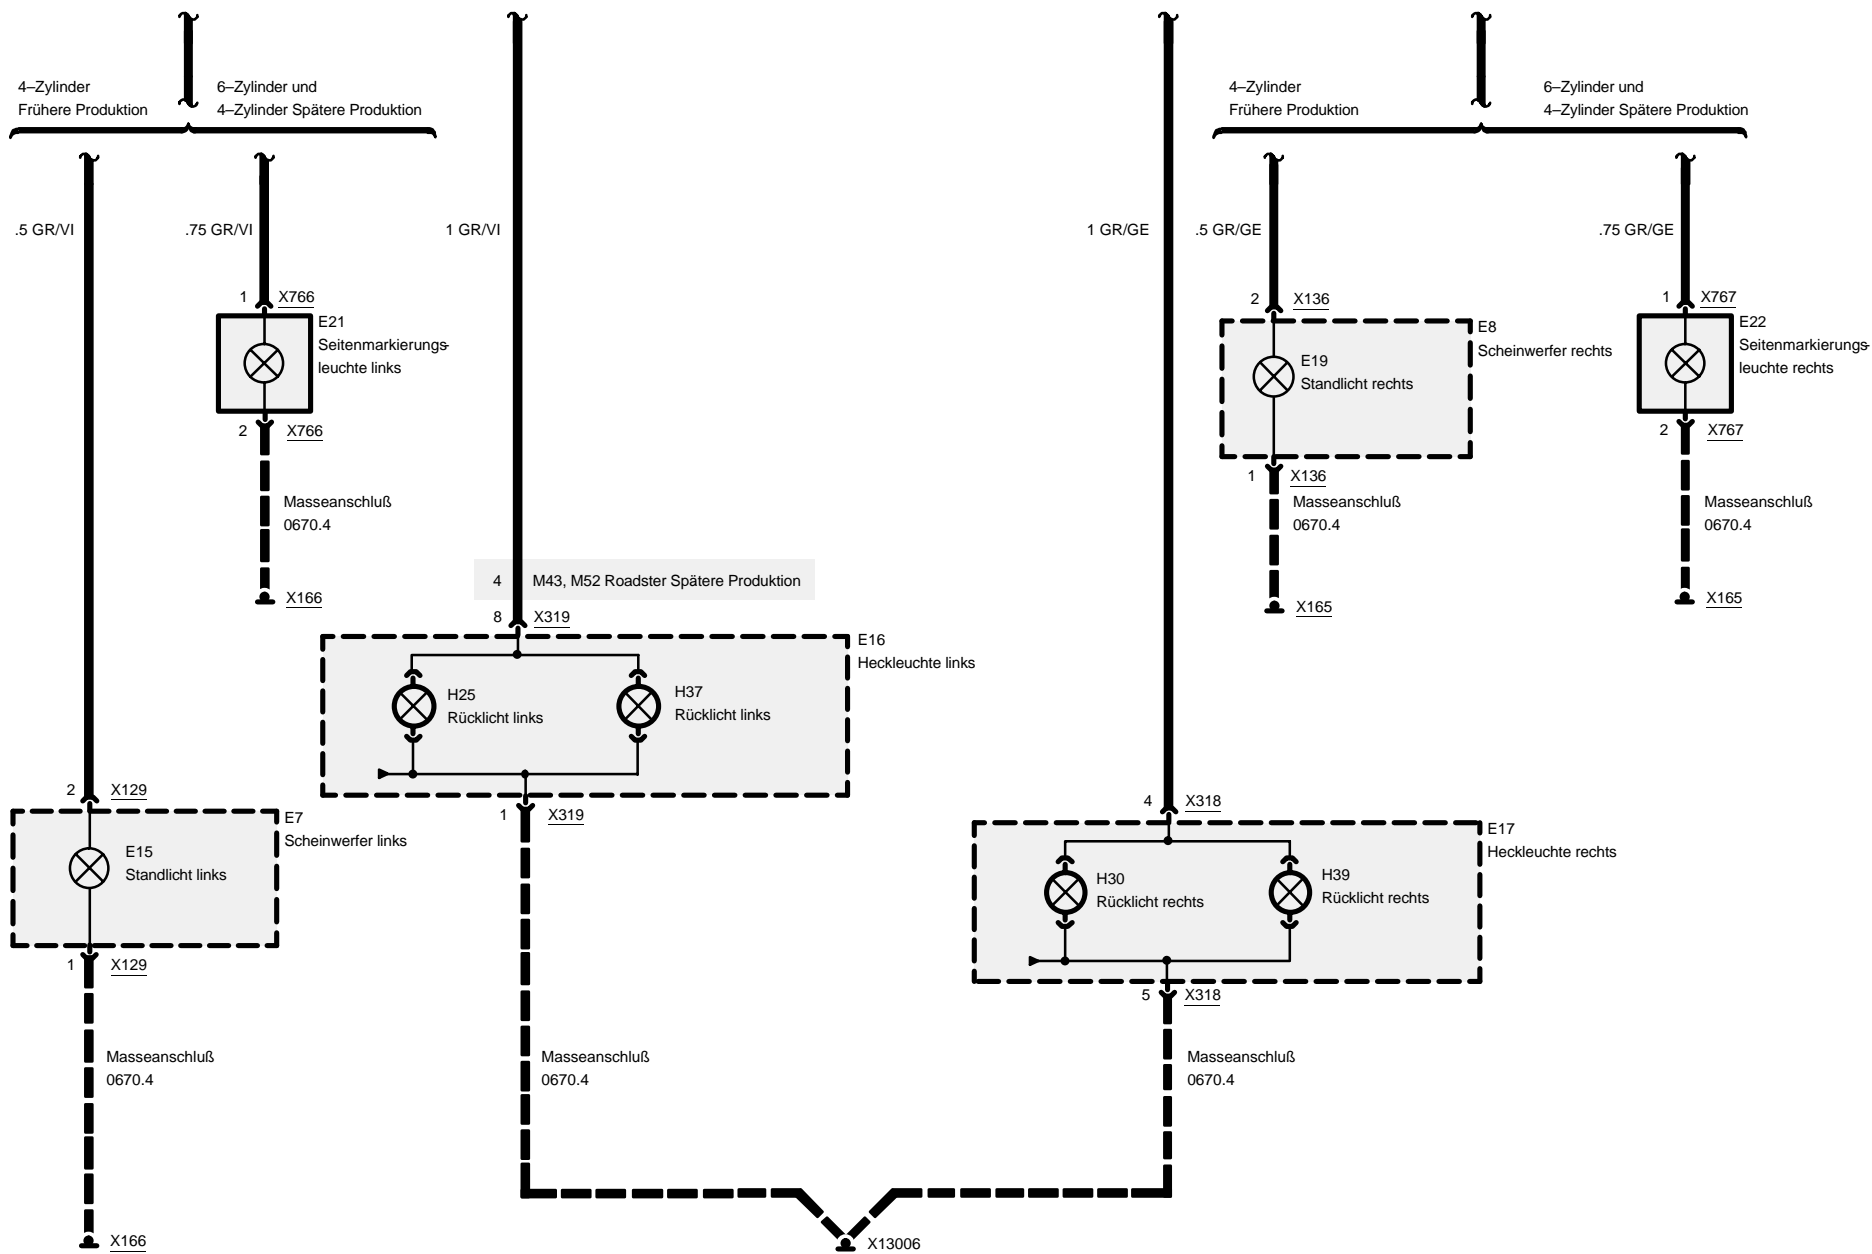 4–Zylinder
Frühere Produktion
6–Zylinder und
4–Zylinder Spätere Produktion
4–Zylinder
Frühere Produktion
6–Zylinder und
4–Zylinder Spätere Produktion
.5 GR/VI
.75 GR/VI
1 GR/VI
1 GR/GE
.5 GR/GE
.75 GR/GE
1 X766
E21
Seitenmarkierungs-
leuchte links
2 X766
Masseanschluß
0670.4
X166
2 X136
E8
Scheinwerfer rechts
E19
Standlicht rechts
1 X136
Masseanschluß
0670.4
X165
1 X767
E22
Seitenmarkierungs-
leuchte rechts
2 X767
Masseanschluß
0670.4
X165
4 M43, M52 Roadster Spätere Produktion
8 X319
E16
Heckleuchte links
H25
Rücklicht links
H37
Rücklicht links
1 X319
2 X129
E7
Scheinwerfer links
E15
Standlicht links
1 X129
4 X318
E17
Heckleuchte rechts
H30
Rücklicht rechts
H39
Rücklicht rechts
5 X318
Masseanschluß
0670.4
Masseanschluß
0670.4
Masseanschluß
0670.4
X166
X13006